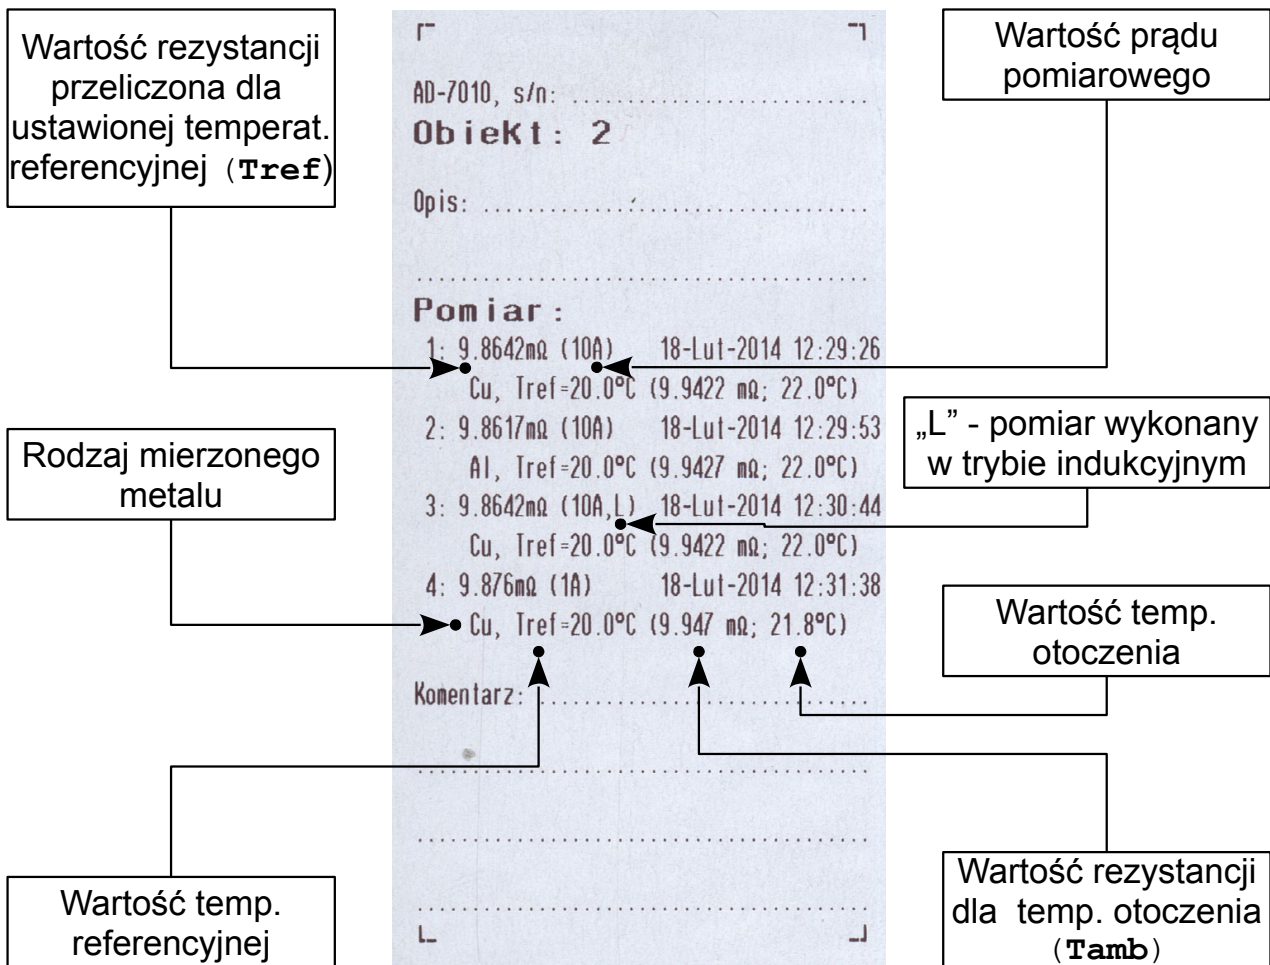 Wartość rezystancji
przeliczona dla
ustawionej temperat.
referencyjnej (Tref)
Wartość prądu
pomiarowego
AD-7010, s/n: ..............................
Obiekt: 2
Opis: .......................................
..............................................
Pomiar:
1: 9.8642mΩ (10A) 18-Lut-2014 12:29:26
Cu, Tref=20.0°C (9.9422 mΩ; 22.0°C)
2: 9.8617mΩ (10A) 18-Lut-2014 12:29:53
Al, Tref=20.0°C (9.9427 mΩ; 22.0°C)
3: 9.8642mΩ (10A,L) 18-Lut-2014 12:30:44
Cu, Tref=20.0°C (9.9422 mΩ; 22.0°C)
4: 9.876mΩ (1A) 18-Lut-2014 12:31:38
Cu, Tref=20.0°C (9.947 mΩ; 21.8°C)
Komentarz: ..................................
..............................................
..............................................
..............................................
Rodzaj mierzonego
metalu
„L” - pomiar wykonany
w trybie indukcyjnym
Wartość temp.
otoczenia
Wartość temp.
referencyjnej
Wartość rezystancji
dla temp. otoczenia
(Tamb)